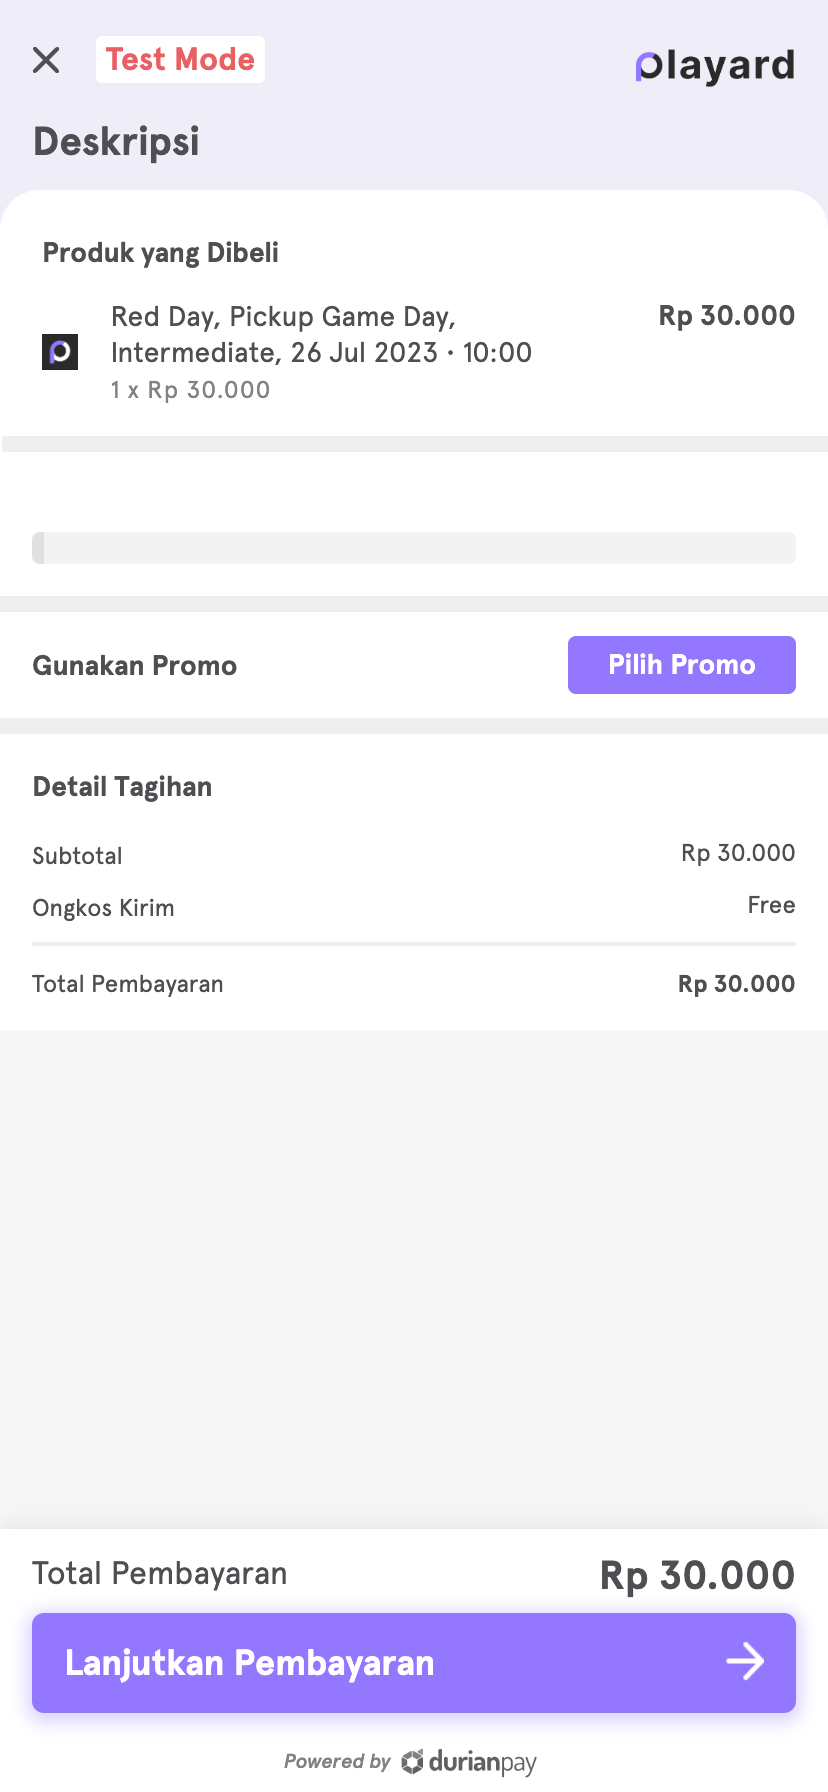 Test Mode
playard
Deskripsi
Produk yang Dibeli
Red Day, Pickup Game Day,
Rp 30.000
Intermediate, 26 Jul 2023 • 10:00
1 x Rp 30.000
Gunakan Promo
Pilih Promo
Detail Tagihan
Subtotal
Rp 30.000
Ongkos Kirim
Free
Total Pembayaran
Rp 30.000
Total Pembayaran
Rp 30.000
Lanjutkan Pembayaran
Powered by durianpay